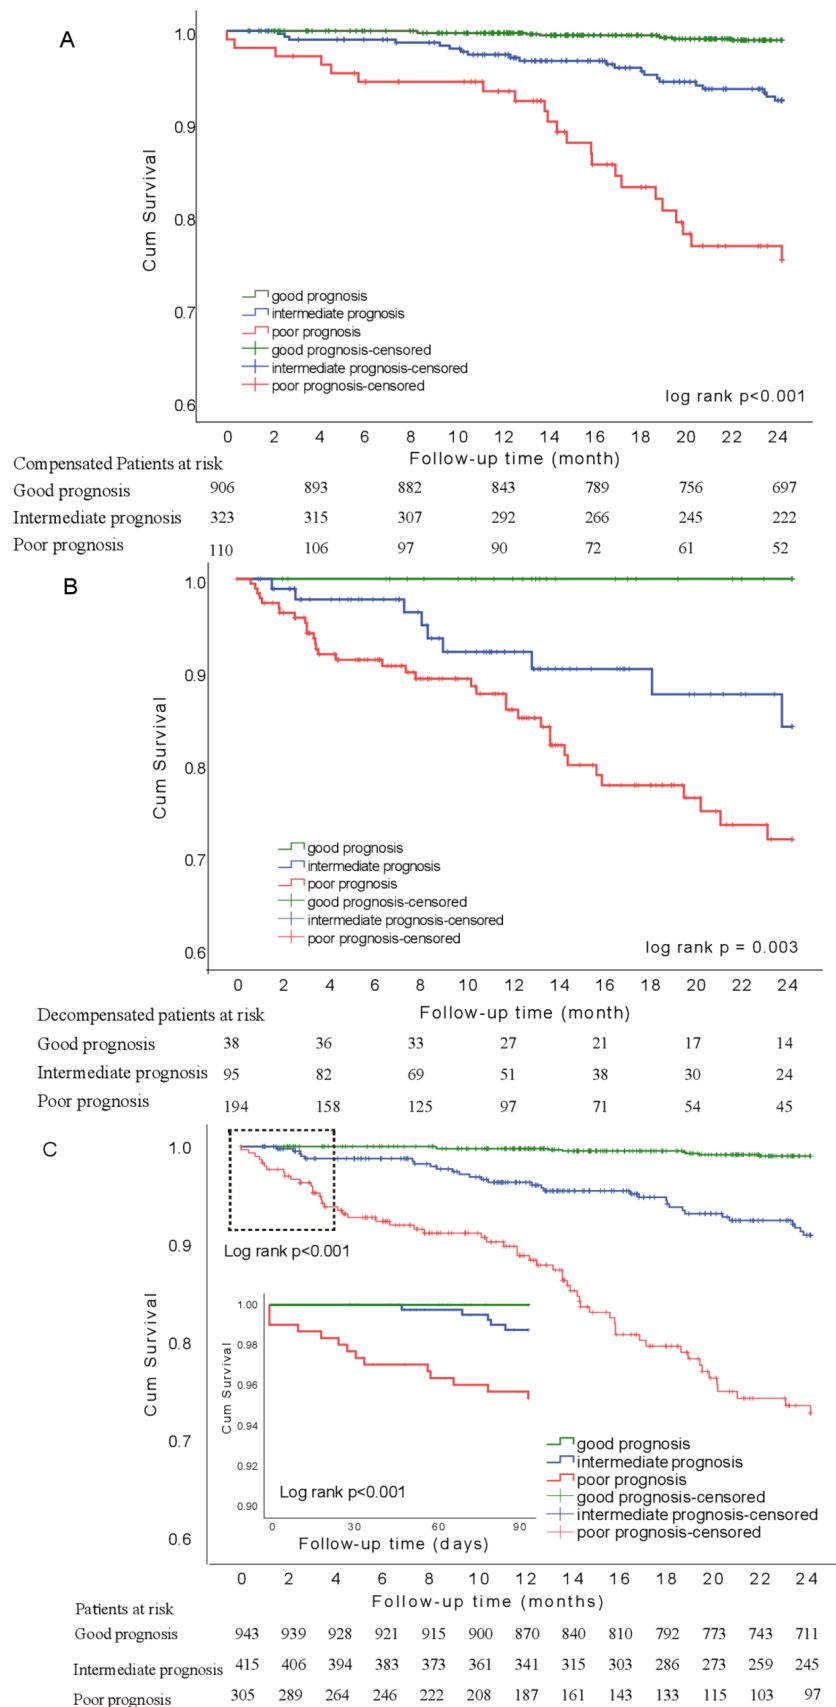 A
1.0
0.9
0.8
0.7
0.6
Cum Survival
good prognosis
intermediate prognosis
poor prognosis
good prognosis-censored
intermediate prognosis-censored
poor prognosis-censored
log rank p<0.001
0 2 4 6 8 10 12 14 16 18 20 22 24
Follow-up time (month)
Compensated Patients at risk
Good prognosis 906 893 882 843 789 756 697
Intermediate prognosis 323 315 307 292 266 245 222
Poor prognosis 110 106 97 90 72 61 52
B
1.0
0.9
0.8
0.7
0.6
Cum Survival
good prognosis
intermediate prognosis
poor prognosis
good prognosis-censored
intermediate prognosis-censored
poor prognosis-censored
log rank p = 0.003
0 2 4 6 8 10 12 14 16 18 20 22 24
Follow-up time (month)
Decompensated patients at risk
Good prognosis 38 36 33 27 21 17 14
Intermediate prognosis 95 82 69 51 38 30 24
Poor prognosis 194 158 125 97 71 54 45
C
1.0
0.9
0.8
0.7
0.6
Cum Survival
Log rank p<0.001
1.00
0.98
0.96
0.94
0.92
0.90
Cum Survival
Log rank p<0.001
0 30 60 90
Follow-up time (days)
good prognosis
intermediate prognosis
poor prognosis
good prognosis-censored
intermediate prognosis-censored
poor prognosis-censored
0 2 4 6 8 10 12 14 16 18 20 22 24
Follow-up time (months)
Patients at risk
Good prognosis 943 939 928 921 915 900 870 840 810 792 773 743 711
Intermediate prognosis 415 406 394 383 373 361 341 315 303 286 273 259 245
Poor prognosis 305 289 264 246 222 208 187 161 143 133 115 103 97